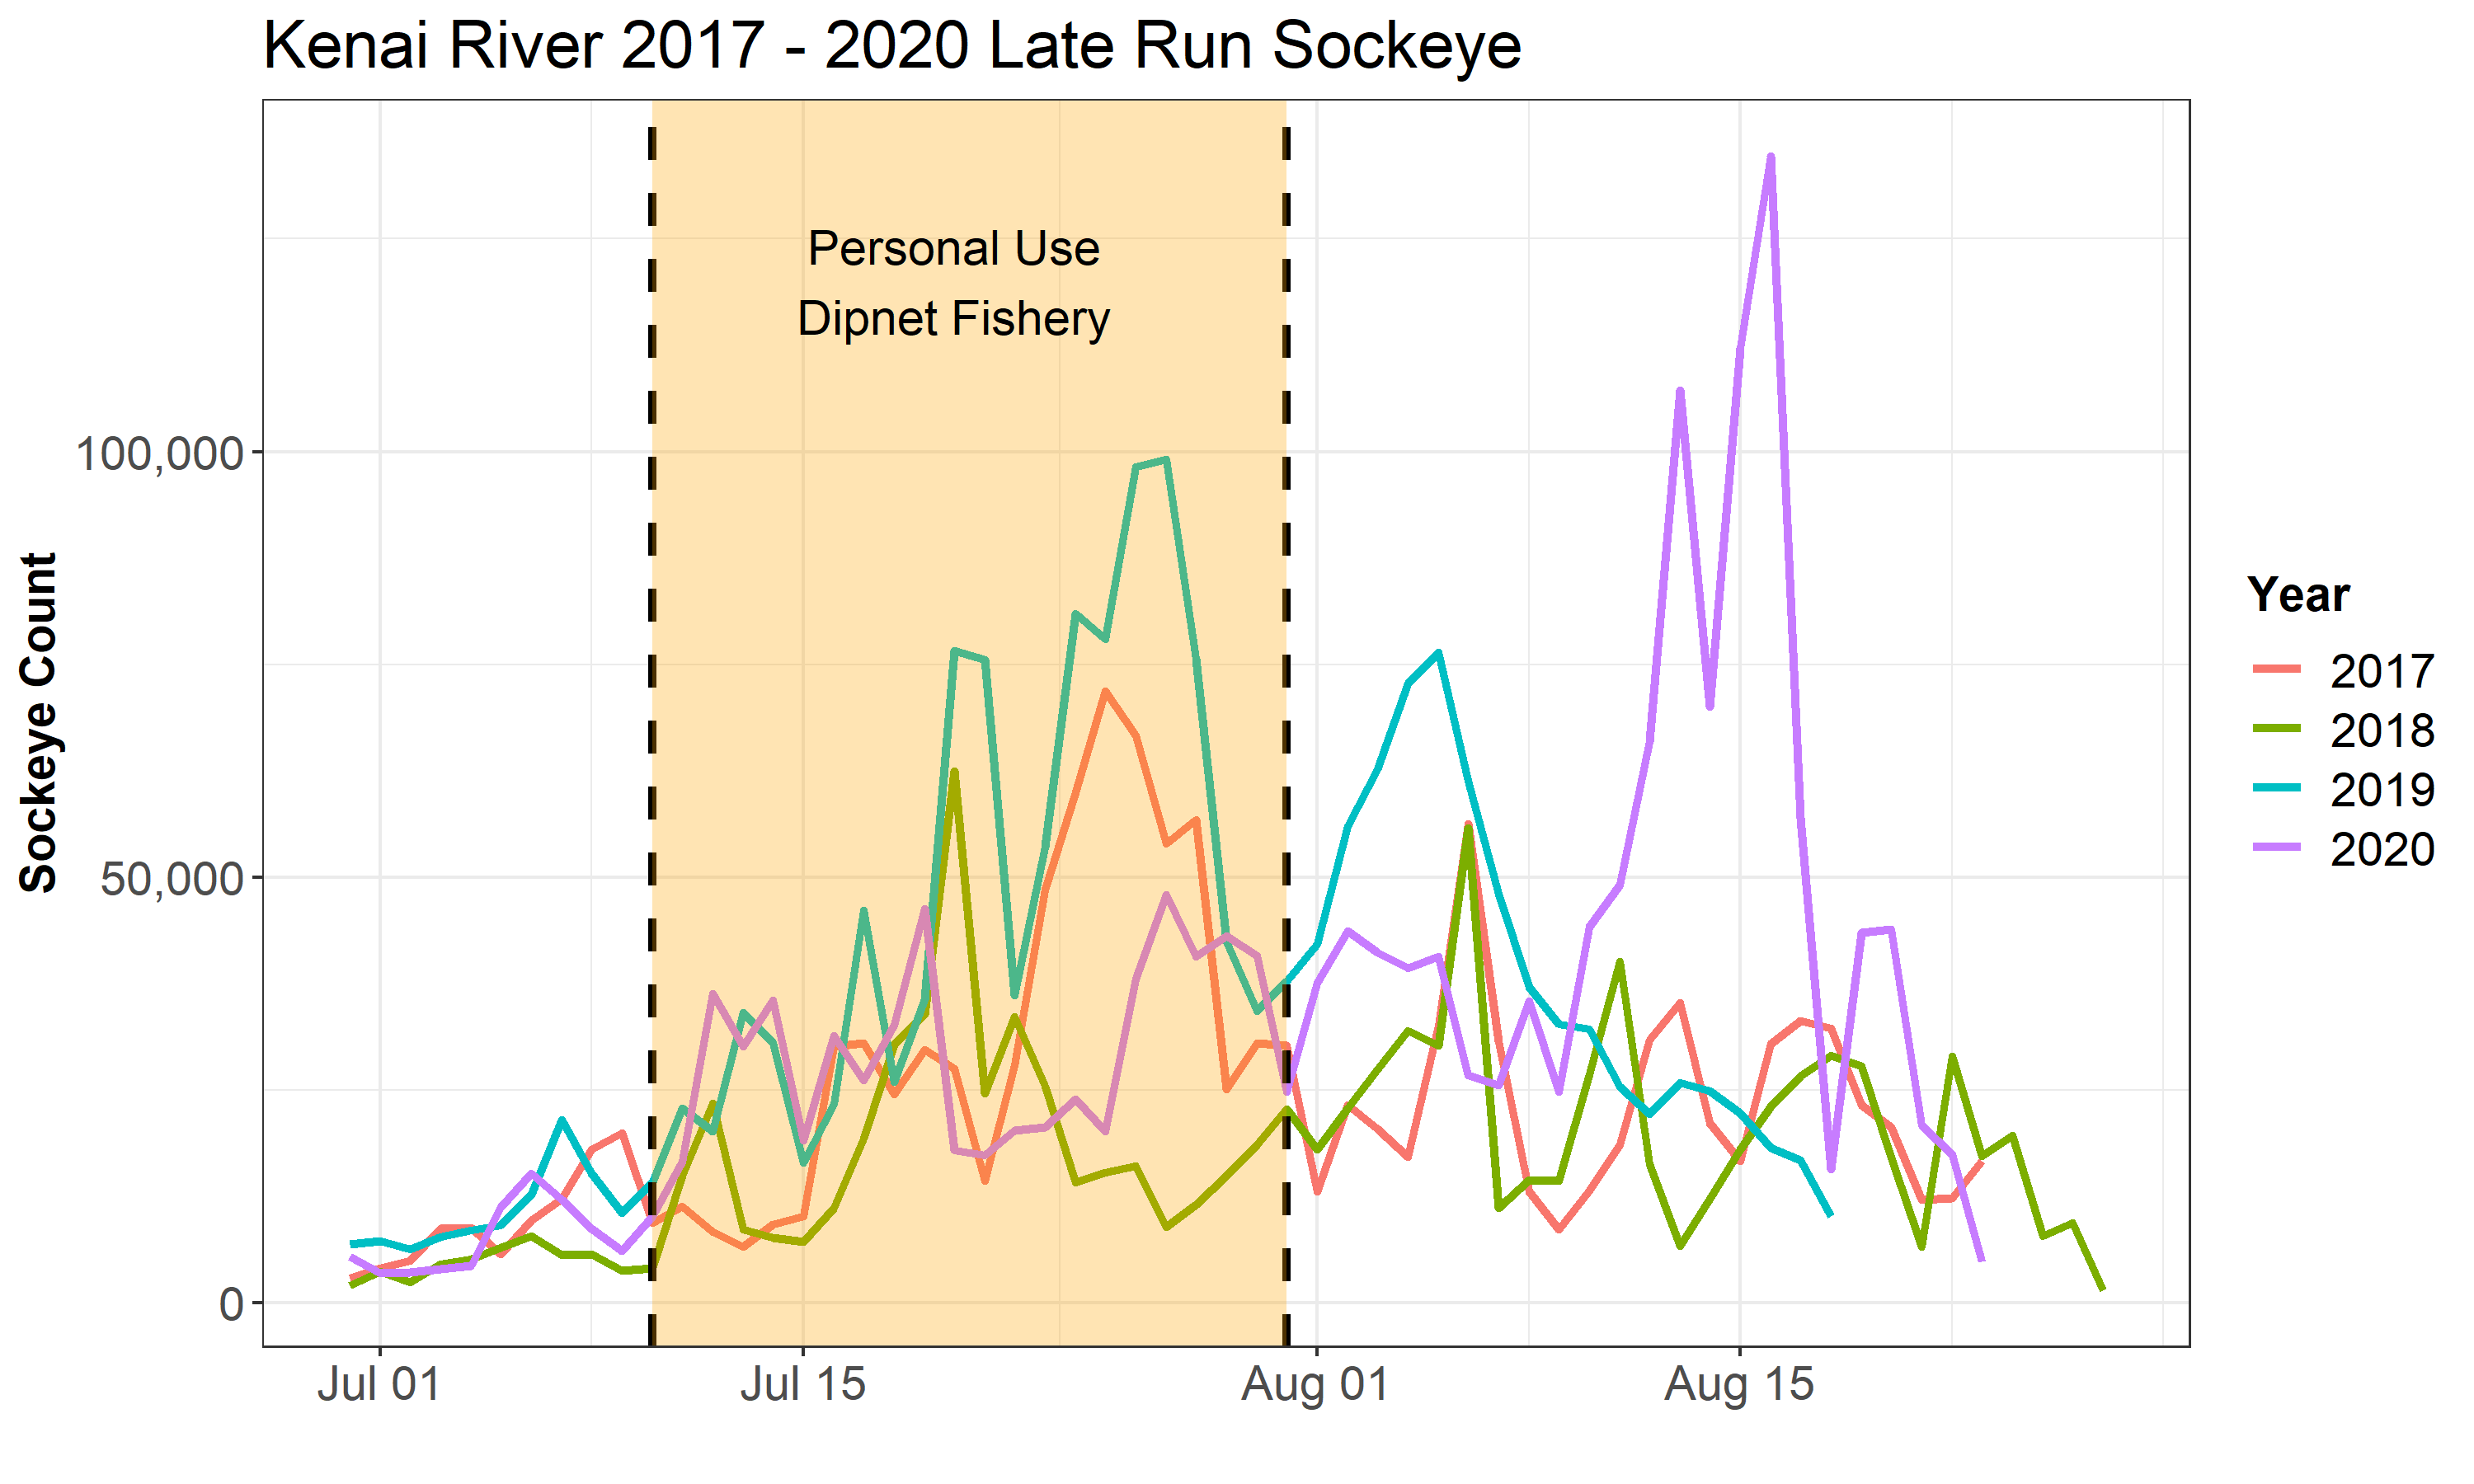 Kenai River 2017 - 2020 Late Run Sockeye
Personal Use
Dipnet Fishery
Sockeye Count
100,000
50,000
0
Jul 01
Jul 15
Aug 01
Aug 15
Year
2017
2018
2019
2020